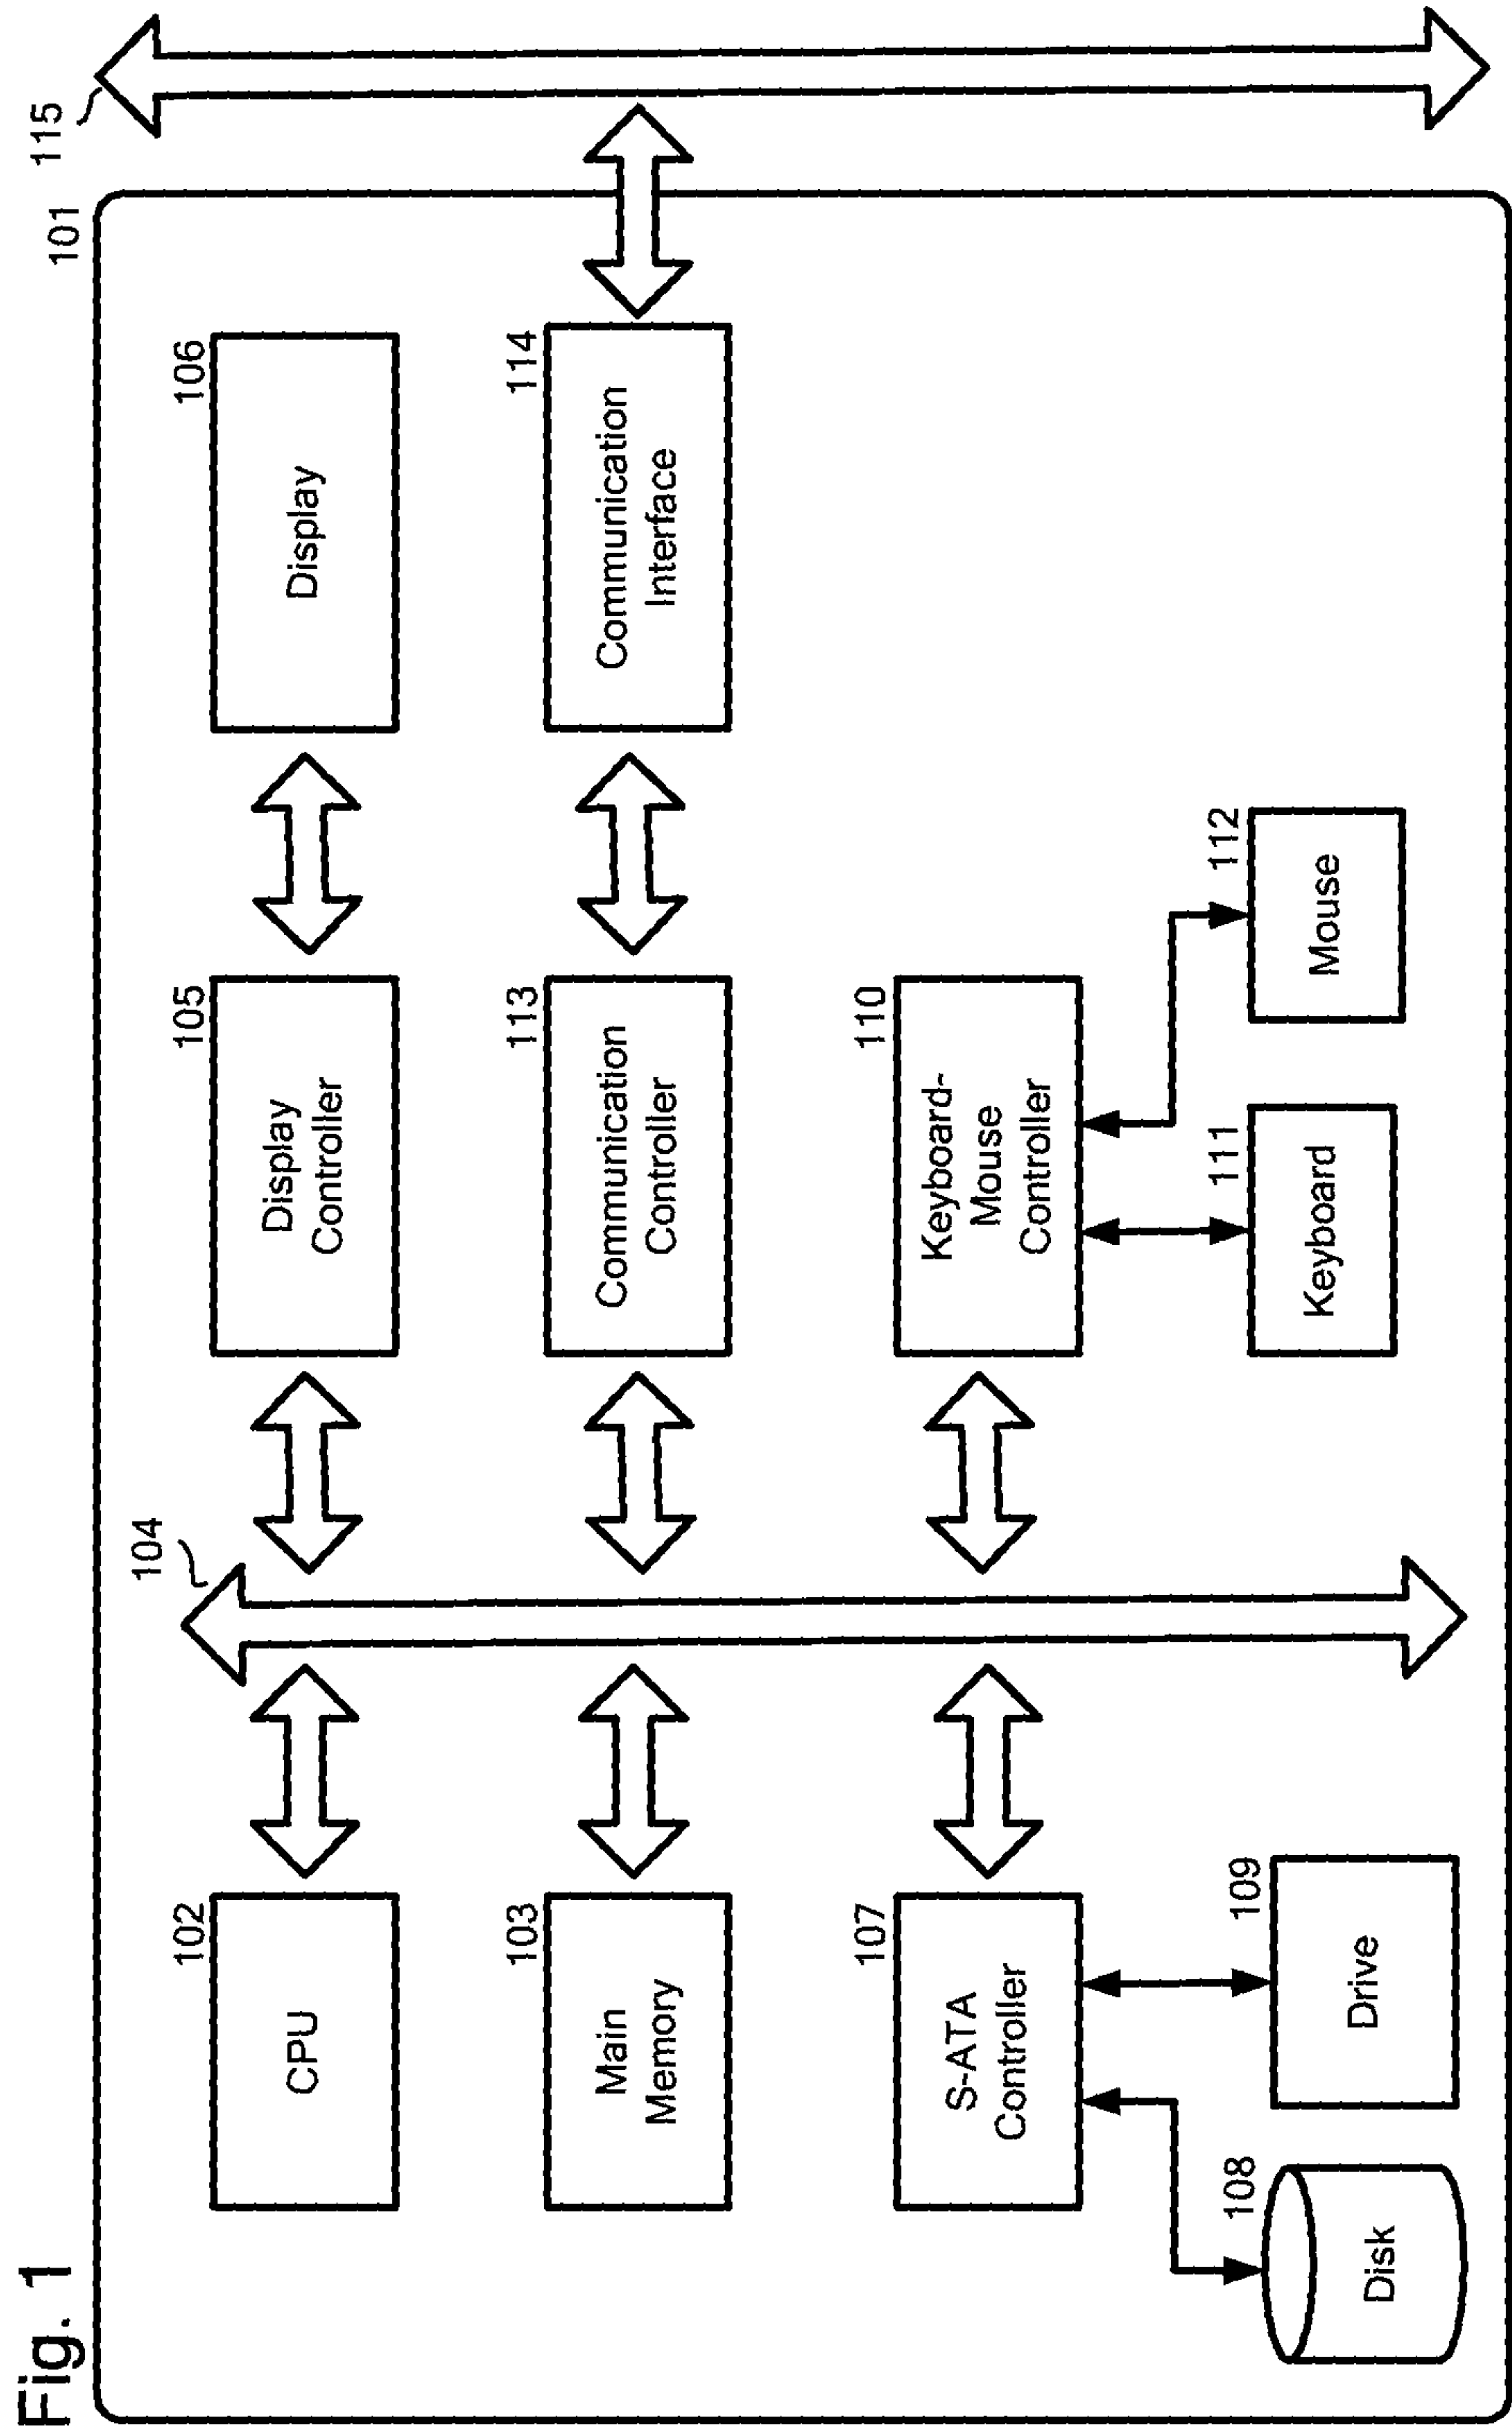 Fig. 1
101
115
102
CPU
104
105
Display
Controller
106
Display
103
Main
Memory
113
Communication
Controller
114
Communication
Interface
107
S-ATA
Controller
110
Keyboard-
Mouse
Controller
108
Disk
109
Drive
111
Keyboard
112
Mouse